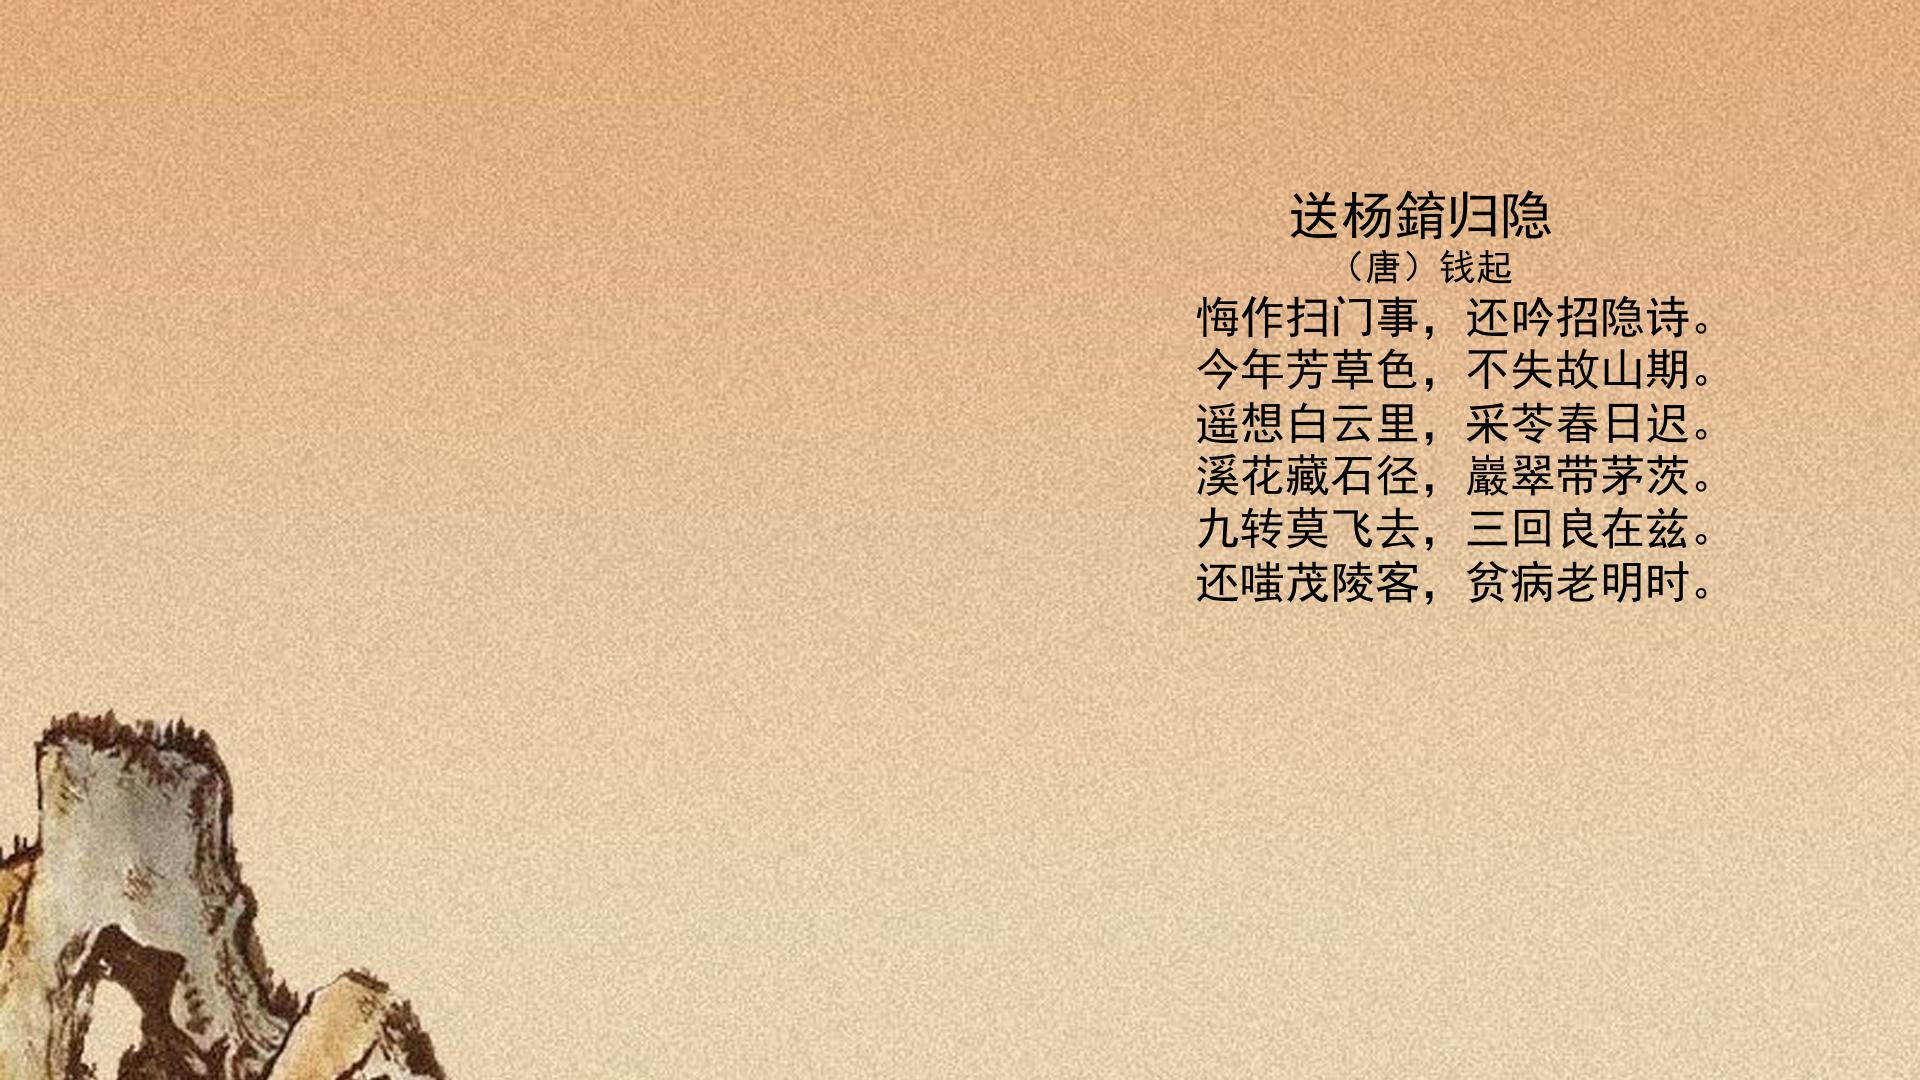 送杨錥归隐
（唐）钱起
悔作扫门事，还吟招隐诗。
今年芳草色，不失故山期。
遥想白云里，采苓春日迟。
溪花藏石径，巖翠带茅茨。
九转莫飞去，三回良在兹。
还嗤茂陵客，贫病老明时。